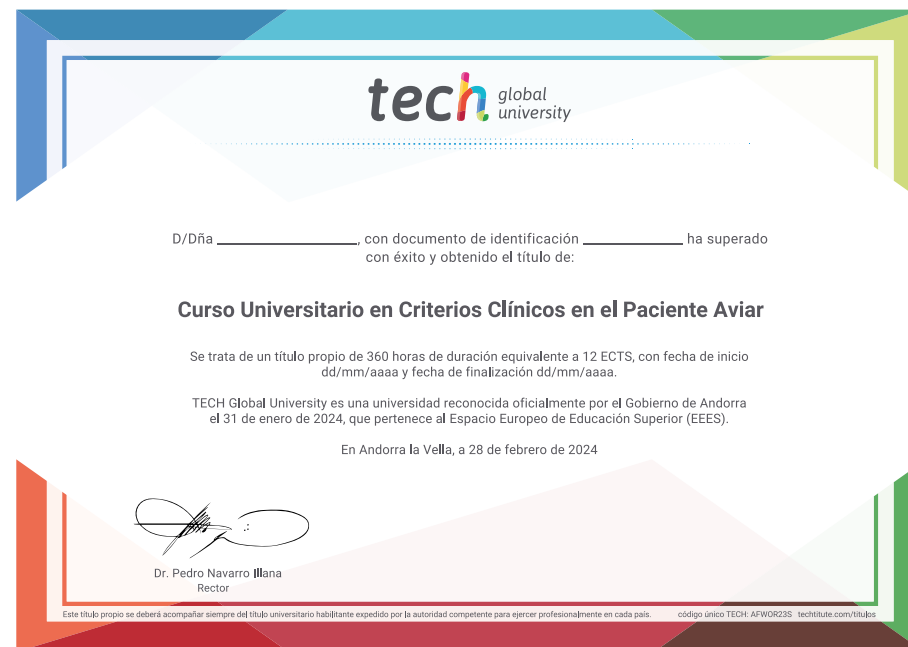 tech global university
D/Dña ____________________, con documento de identificación ______________ ha superado
con éxito y obtenido el título de:
Curso Universitario en Criterios Clínicos en el Paciente Aviar
Se trata de un título propio de 360 horas de duración equivalente a 12 ECTS, con fecha de inicio
dd/mm/aaaa y fecha de finalización dd/mm/aaaa.
TECH Global University es una universidad reconocida oficialmente por el Gobierno de Andorra
el 31 de enero de 2024, que pertenece al Espacio Europeo de Educación Superior (EEES).
En Andorra la Vella, a 28 de febrero de 2024
Dr. Pedro Navarro Illana
Rector
Este título propio se deberá acompañar siempre del título universitario habilitante expedido por la autoridad competente para ejercer profesionalmente en cada país. código único TECH: AFWOR23S techtitute.com/titulos